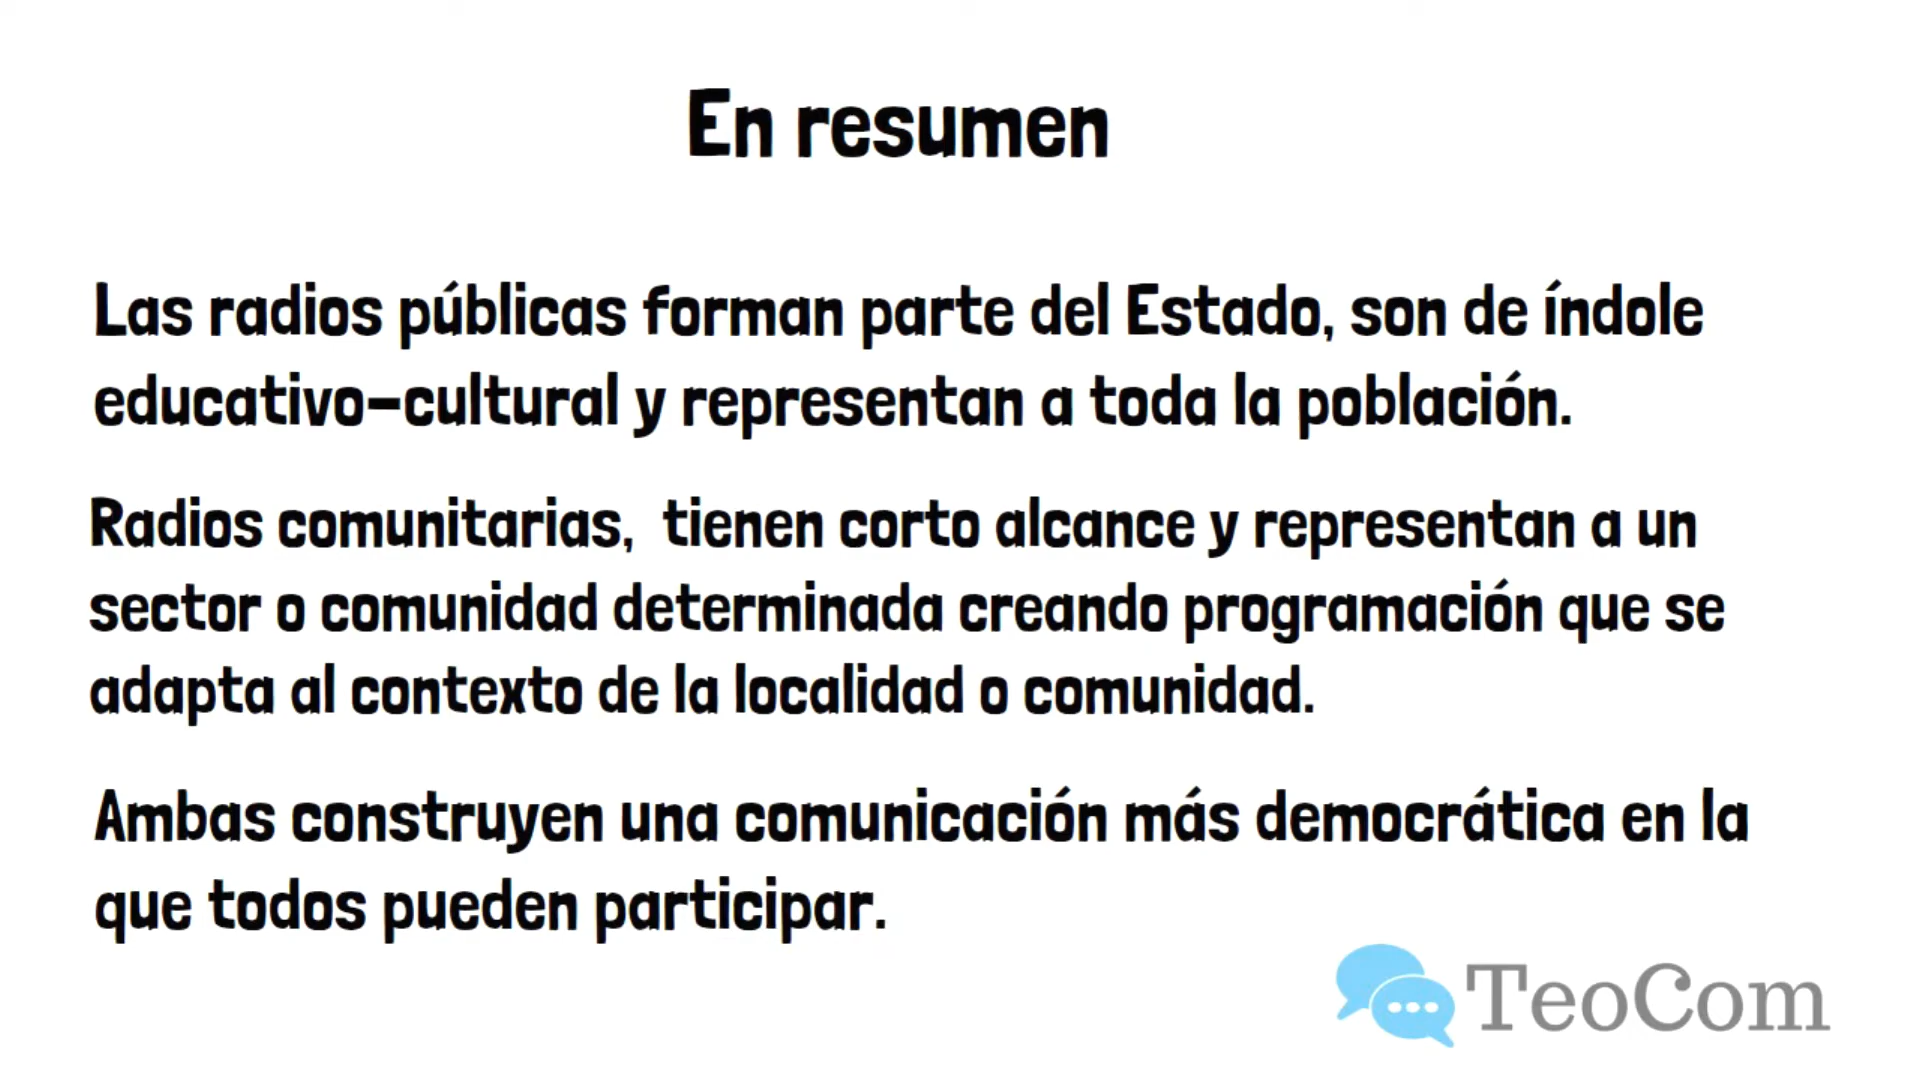 En resumen
Las radios públicas forman parte del Estado, son de índole
educativo-cultural y representan a toda la población.
Radios comunitarias, tienen corto alcance y representan a un
sector o comunidad determinada creando programación que se
adapta al contexto de la localidad o comunidad.
Ambas construyen una comunicación más democrática en la
que todos pueden participar.
TeoCom